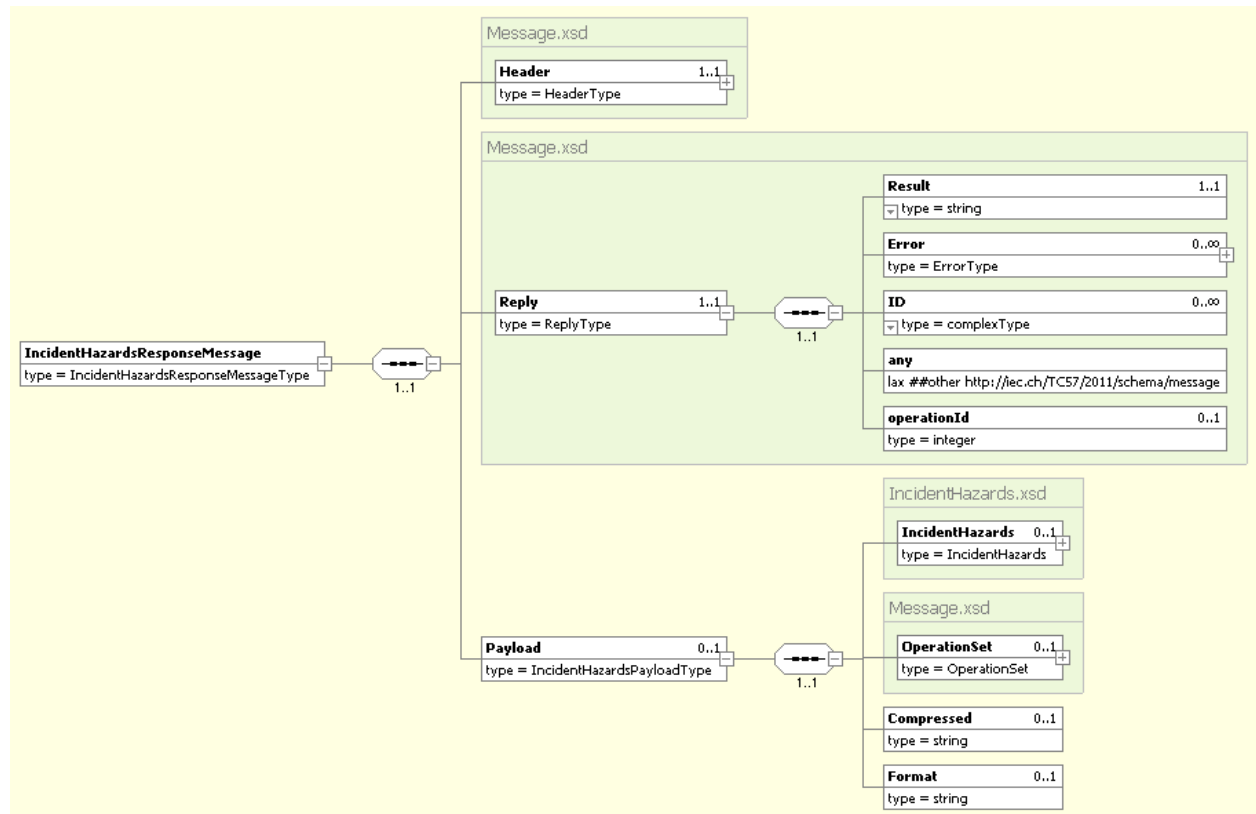 Message.xsd
Header 1..1
type = HeaderType
Message.xsd
Result 1..1
type = string
Error 0..∞
type = ErrorType
Reply 1..1
type = ReplyType
1..1
ID 0..∞
type = complexType
any
lax ##other http://iec.ch/TC57/2011/schema/message
operationId 0..1
type = integer
IncidentHazardsResponseMessage
type = IncidentHazardsResponseMessageType
1..1
IncidentHazards.xsd
IncidentHazards 0..1
type = IncidentHazards
Message.xsd
Payload 0..1
type = IncidentHazardsPayloadType
1..1
OperationSet 0..1
type = OperationSet
Compressed 0..1
type = string
Format 0..1
type = string